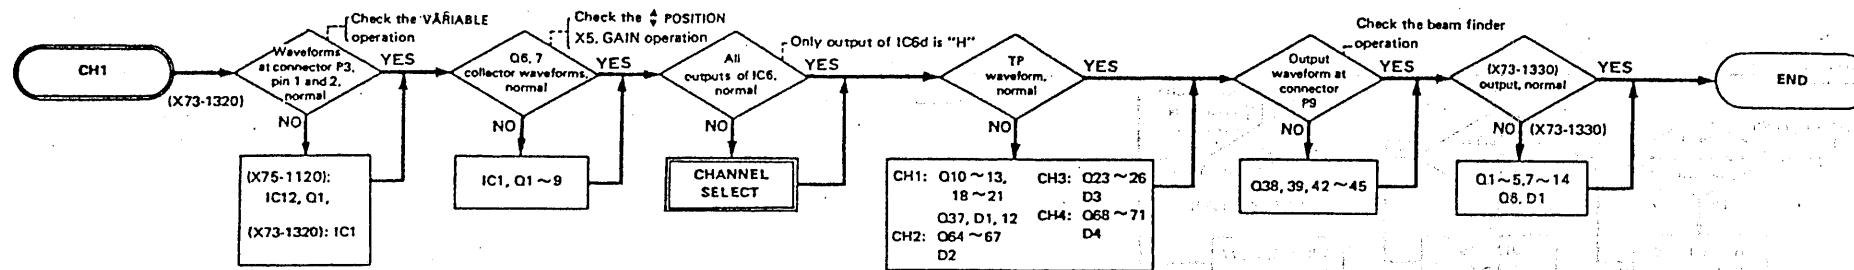 CH1
(X73-1320)
Check the VARIABLE
operation
Waveforms
at connector P3,
pin 1 and 2,
normal
YES
NO
(X75-1120):
IC12, Q1,
(X73-1320): IC1
Check the ▲▼ POSITION
X5, GAIN operation
Q6, 7
collector waveforms,
normal
YES
NO
IC1, Q1～9
Only output of IC6d is "H"
All
outputs of IC6,
normal
YES
NO
CHANNEL
SELECT
TP
waveform,
normal
YES
NO
CH1: Q10～13,
18～21
Q37, D1, 12
CH2: Q64～67
D2
CH3: Q23～26
D3
CH4: Q68～71
D4
Check the beam finder
operation
Output
waveform at
connector
P9
YES
NO
Q38, 39, 42～45
(X73-1330)
output, normal
YES
NO
(X73-1330)
Q1～5,7～14
Q8, D1
END